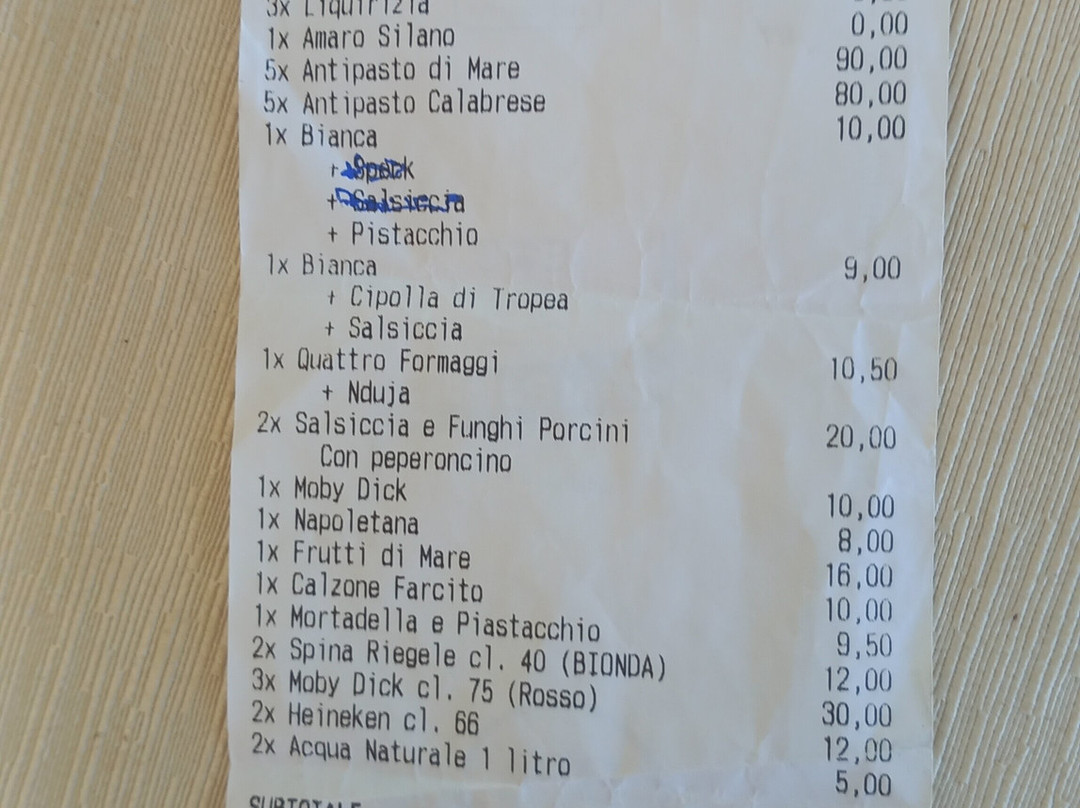 3x Liquirizia
1x Amaro Silano 0,00
5x Antipasto di Mare 90,00
5x Antipasto Calabrese 80,00
1x Bianca 10,00
+ Speck
+ Salsiccia
+ Pistacchio
1x Bianca 9,00
+ Cipolla di Tropea
+ Salsiccia
1x Quattro Formaggi 10,50
+ Nduja
2x Salsiccia e Funghi Porcini 20,00
Con peperoncino
1x Moby Dick 10,00
1x Napoletana 8,00
1x Frutti di Mare 16,00
1x Calzone Farcito 10,00
1x Mortadella e Piastacchio 9,50
2x Spina Riegele cl. 40 (BIONDA) 12,00
3x Moby Dick cl. 75 (Rosso) 30,00
2x Heineken cl. 66 12,00
2x Acqua Naturale 1 litro 5,00
SUBTOTALE